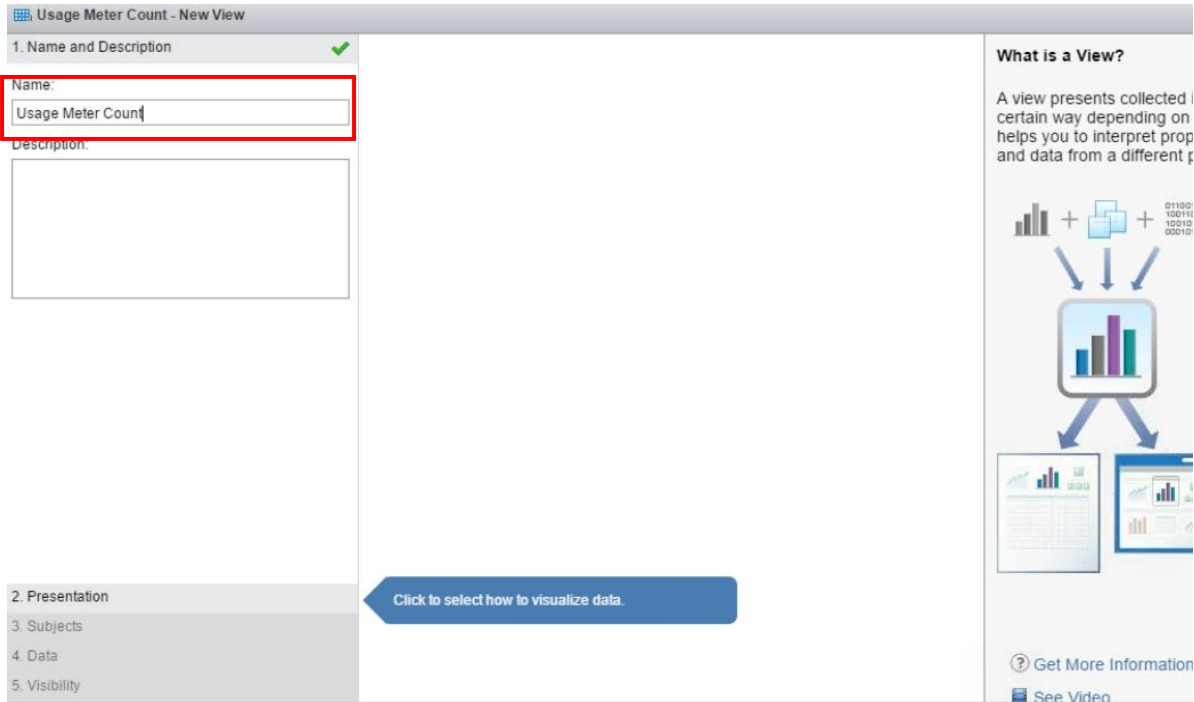 Usage Meter Count - New View
1. Name and Description
Name:
Usage Meter Count
Description:
2. Presentation
3. Subjects
4. Data
5. Visibility
Click to select how to visualize data.
What is a View?
A view presents collected
certain way depending on
helps you to interpret prop
and data from a different p
Get More Information
See Video